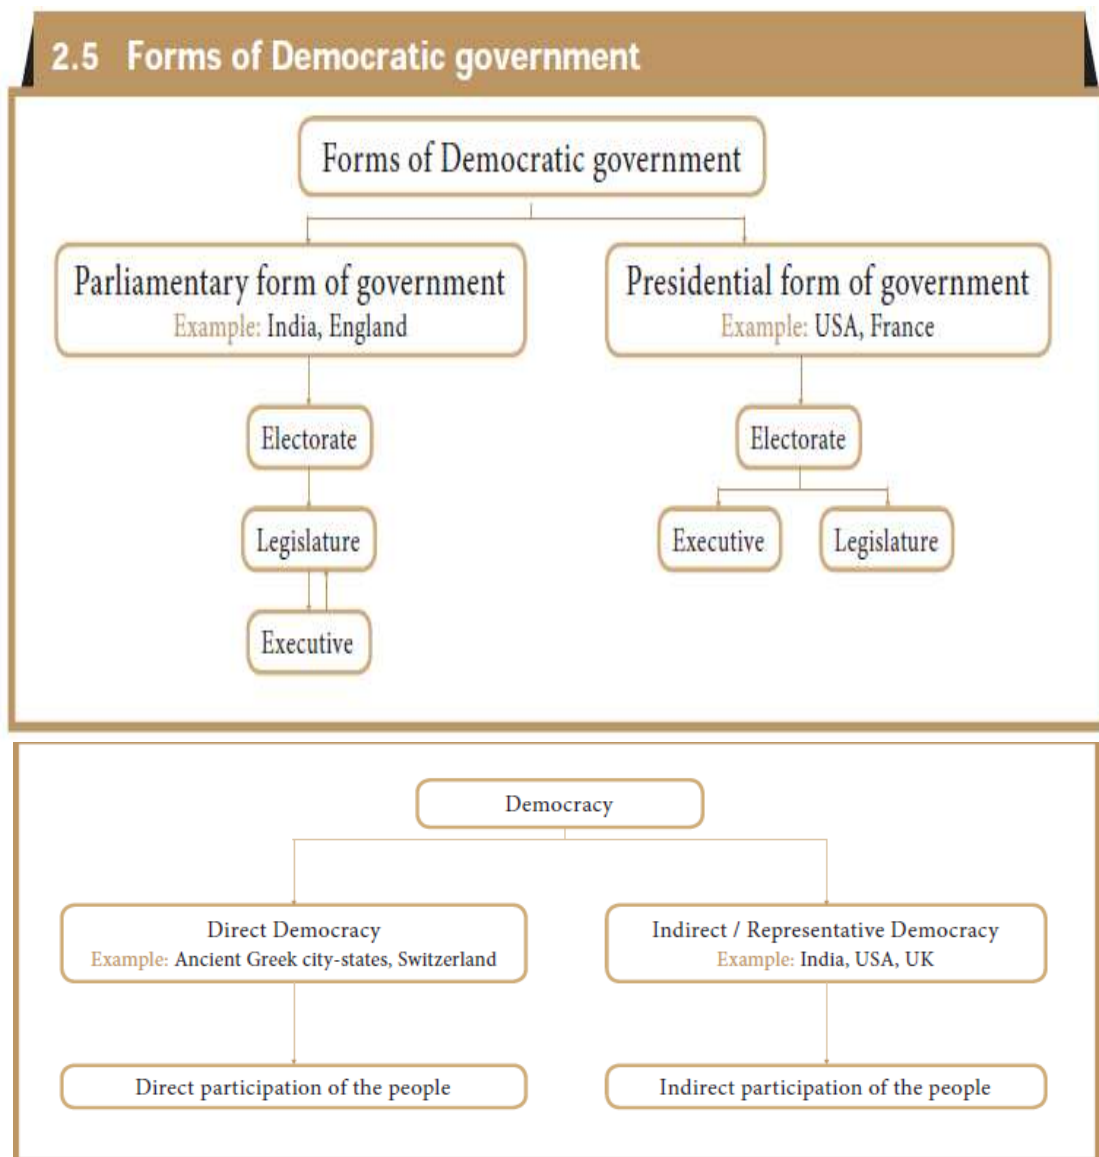 2.5 Forms of Democratic government
Forms of Democratic government
Parliamentary form of government
Example: India, England
Presidential form of government
Example: USA, France
Electorate
Electorate
Legislature
Executive
Legislature
Executive
Democracy
Direct Democracy
Example: Ancient Greek city-states, Switzerland
Indirect / Representative Democracy
Example: India, USA, UK
Direct participation of the people
Indirect participation of the people